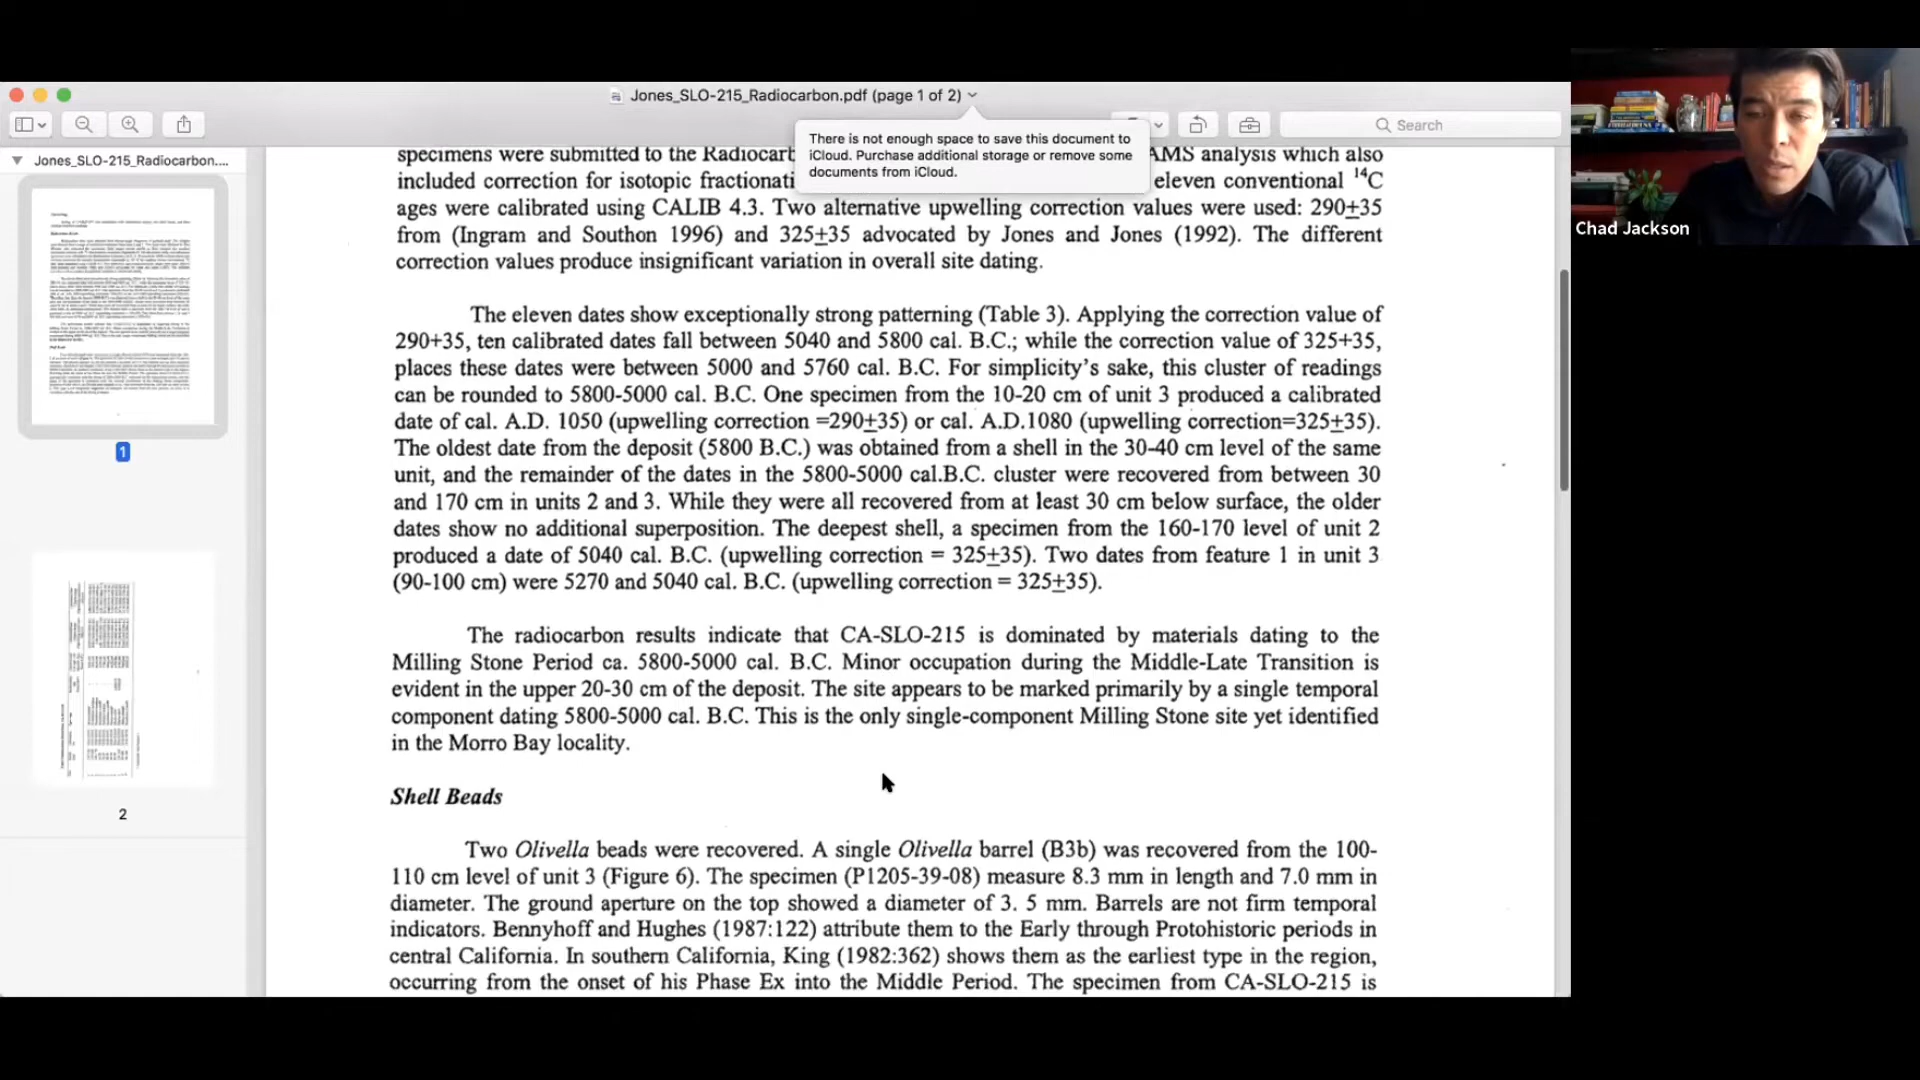 Jones_SLO-215_Radiocarbon.pdf (page 1 of 2)
Search
There is not enough space to save this document to
iCloud. Purchase additional storage or remove some
documents from iCloud.
Jones_SLO-215_Radiocarbon....
1
2
specimens were submitted to the Radiocarb AMS analysis which also
included correction for isotopic fractionati eleven conventional 14C
ages were calibrated using CALIB 4.3. Two alternative upwelling correction values were used: 290±35
from (Ingram and Southon 1996) and 325±35 advocated by Jones and Jones (1992). The different
correction values produce insignificant variation in overall site dating.
The eleven dates show exceptionally strong patterning (Table 3). Applying the correction value of
290+35, ten calibrated dates fall between 5040 and 5800 cal. B.C.; while the correction value of 325+35,
places these dates were between 5000 and 5760 cal. B.C. For simplicity's sake, this cluster of readings
can be rounded to 5800-5000 cal. B.C. One specimen from the 10-20 cm of unit 3 produced a calibrated
date of cal. A.D. 1050 (upwelling correction =290±35) or cal. A.D.1080 (upwelling correction=325±35).
The oldest date from the deposit (5800 B.C.) was obtained from a shell in the 30-40 cm level of the same
unit, and the remainder of the dates in the 5800-5000 cal.B.C. cluster were recovered from between 30
and 170 cm in units 2 and 3. While they were all recovered from at least 30 cm below surface, the older
dates show no additional superposition. The deepest shell, a specimen from the 160-170 level of unit 2
produced a date of 5040 cal. B.C. (upwelling correction = 325±35). Two dates from feature 1 in unit 3
(90-100 cm) were 5270 and 5040 cal. B.C. (upwelling correction = 325±35).
The radiocarbon results indicate that CA-SLO-215 is dominated by materials dating to the
Milling Stone Period ca. 5800-5000 cal. B.C. Minor occupation during the Middle-Late Transition is
evident in the upper 20-30 cm of the deposit. The site appears to be marked primarily by a single temporal
component dating 5800-5000 cal. B.C. This is the only single-component Milling Stone site yet identified
in the Morro Bay locality.
Shell Beads
Two Olivella beads were recovered. A single Olivella barrel (B3b) was recovered from the 100-
110 cm level of unit 3 (Figure 6). The specimen (P1205-39-08) measure 8.3 mm in length and 7.0 mm in
diameter. The ground aperture on the top showed a diameter of 3. 5 mm. Barrels are not firm temporal
indicators. Bennyhoff and Hughes (1987:122) attribute them to the Early through Protohistoric periods in
central California. In southern California, King (1982:362) shows them as the earliest type in the region,
occurring from the onset of his Phase Ex into the Middle Period. The specimen from CA-SLO-215 is
Chad Jackson